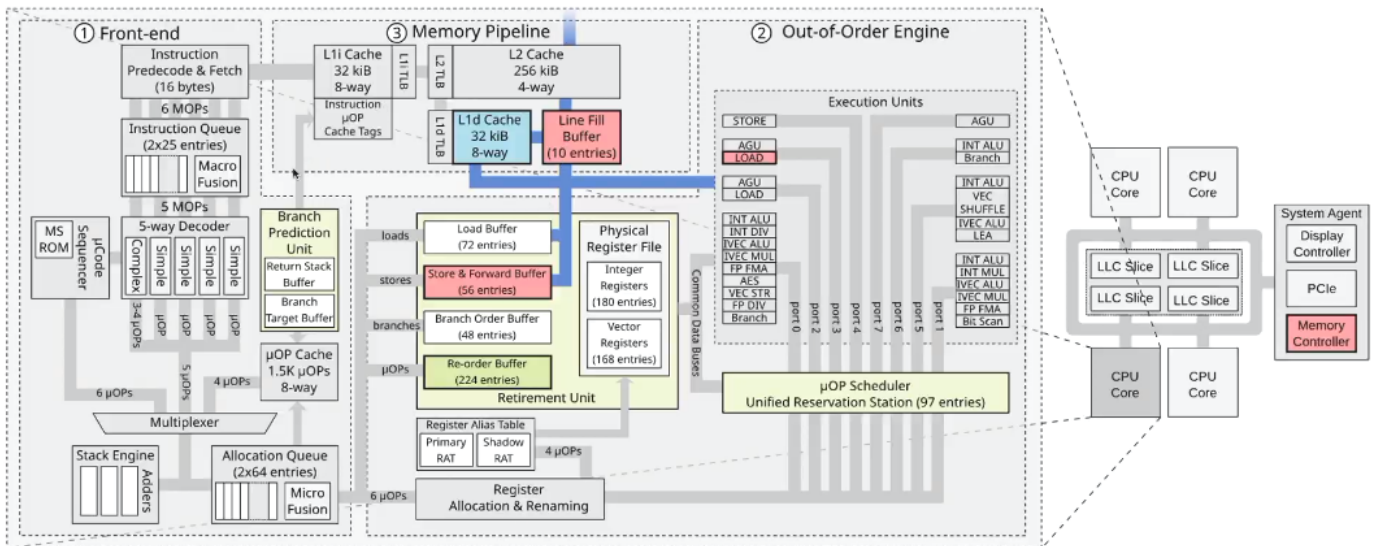 ① Front-end
Instruction
Predecode & Fetch
(16 bytes)
6 MOPs
Instruction Queue
(2x25 entries)
Macro
Fusion
5 MOPs
5-way Decoder
MS
ROM
µCode
Sequencer
Complex
Simple
Simple
Simple
Simple
3-4 µOPs
µOP
µOP
µOP
µOP
Branch
Prediction
Unit
Return Stack
Buffer
Branch
Target Buffer
µOP Cache
1.5K µOPs
8-way
6 µOPs
5 µOPs
4 µOPs
Multiplexer
Stack Engine
Adders
Allocation Queue
(2x64 entries)
Micro
Fusion
6 µOPs
③ Memory Pipeline
L1i Cache
32 kiB
8-way
L1i TLB
Instruction
µOP
Cache Tags
L2 TLB
L2 Cache
256 kiB
4-way
L1d TLB
L1d Cache
32 kiB
8-way
Line Fill
Buffer
(10 entries)
loads
stores
branches
µOPs
Load Buffer
(72 entries)
Store & Forward Buffer
(56 entries)
Branch Order Buffer
(48 entries)
Re-order Buffer
(224 entries)
Physical
Register File
Integer
Registers
(180 entries)
Vector
Registers
(168 entries)
Retirement Unit
Register Alias Table
Primary
RAT
Shadow
RAT
4 µOPs
Register
Allocation & Renaming
② Out-of-Order Engine
Execution Units
STORE
AGU
LOAD
AGU
LOAD
INT ALU
INT DIV
IVEC ALU
IVEC MUL
FP FMA
AES
VEC STR
FP DIV
Branch
AGU
INT ALU
Branch
INT ALU
VEC
SHUFFLE
IVEC ALU
LEA
INT ALU
INT MUL
IVEC ALU
IVEC MUL
FP FMA
Bit Scan
Common Data Buses
port 0
port 2
port 3
port 4
port 7
port 6
port 5
port 1
µOP Scheduler
Unified Reservation Station (97 entries)
CPU
Core
CPU
Core
LLC Slice
LLC Slice
LLC Slice
LLC Slice
CPU
Core
CPU
Core
System Agent
Display
Controller
PCIe
Memory
Controller